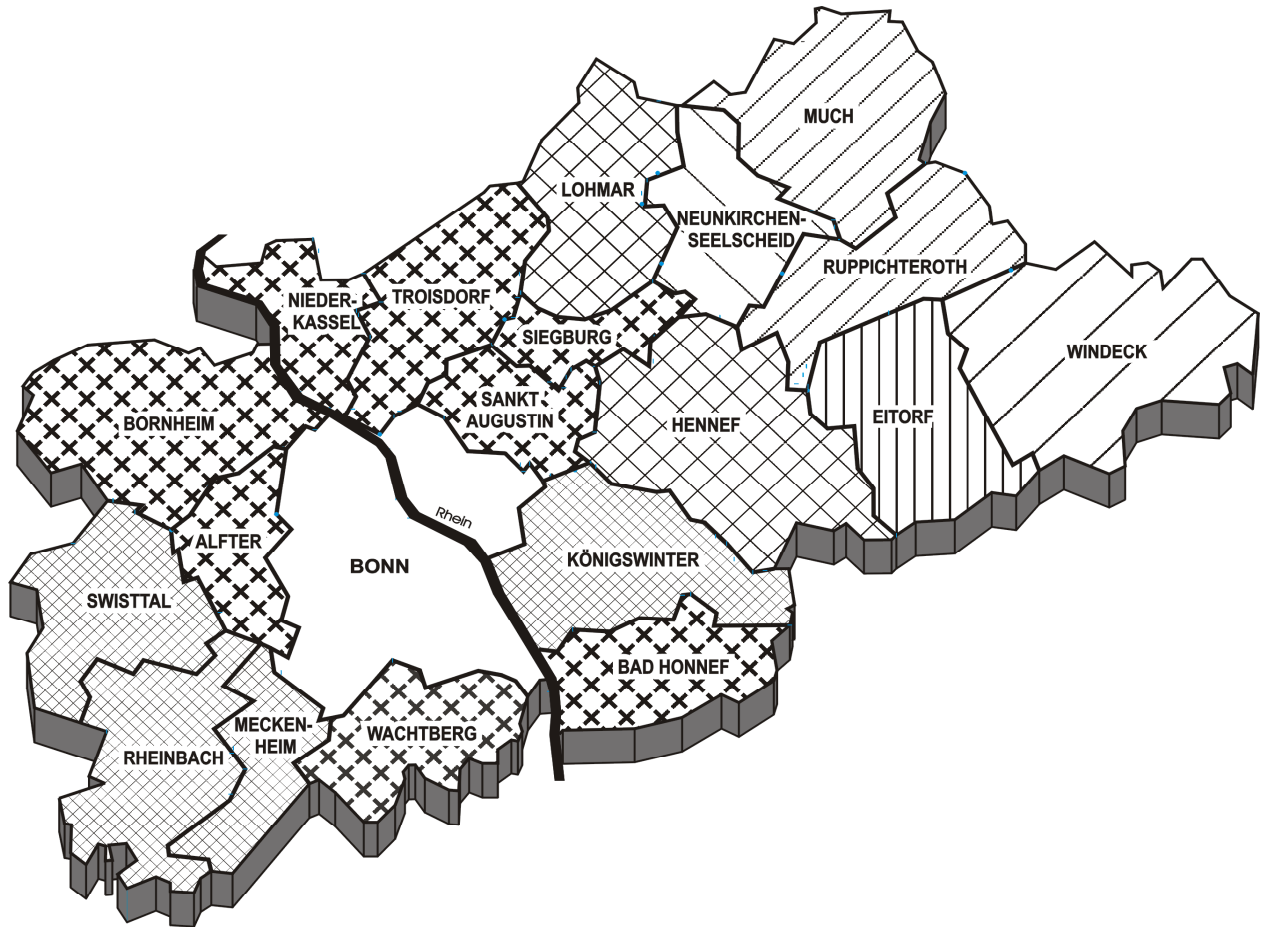 MUCH
LOHMAR
NEUNKIRCHEN-
SEELSCHEID
RUPPICHTEROTH
NIEDER-
KASSEL
TROISDORF
SIEGBURG
WINDECK
SANKT
AUGUSTIN
HENNEF
EITORF
BORNHEIM
Rhein
ALFTER
BONN
KÖNIGSWINTER
SWISTTAL
BAD HONNEF
MECKEN-
HEIM
WACHTBERG
RHEINBACH